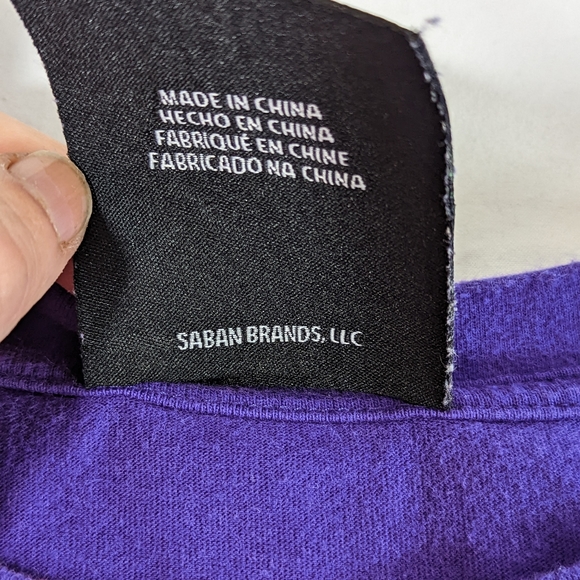 MADE IN CHINA
HECHO EN CHINA
FABRIQUÉ EN CHINE
FABRICADO NA CHINA
SABAN BRANDS, LLC